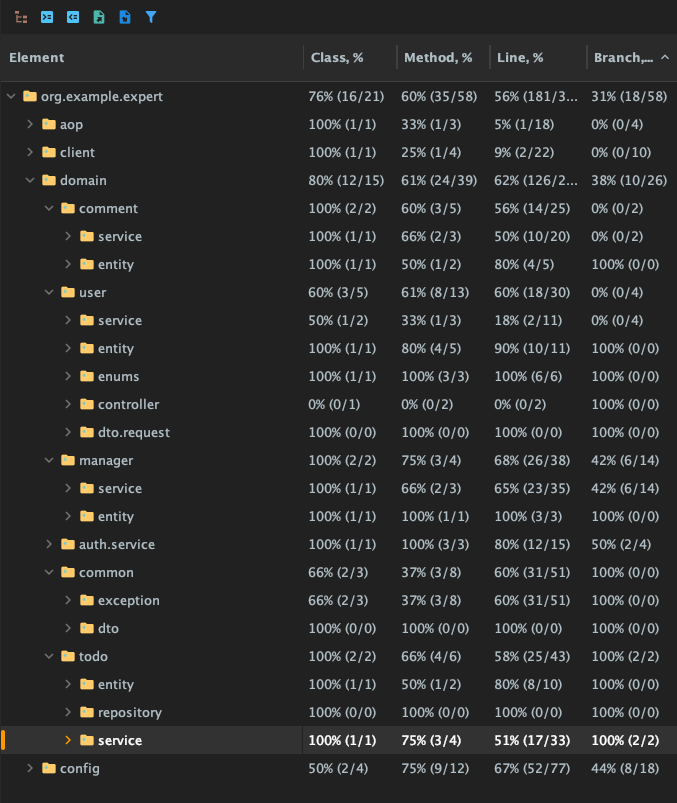 Element Class, % Method, % Line, % Branch,...
org.example.expert 76% (16/21) 60% (35/58) 56% (181/3... 31% (18/58)
aop 100% (1/1) 33% (1/3) 5% (1/18) 0% (0/4)
client 100% (1/1) 25% (1/4) 9% (2/22) 0% (0/10)
domain 80% (12/15) 61% (24/39) 62% (126/2... 38% (10/26)
comment 100% (2/2) 60% (3/5) 56% (14/25) 0% (0/2)
service 100% (1/1) 66% (2/3) 50% (10/20) 0% (0/2)
entity 100% (1/1) 50% (1/2) 80% (4/5) 100% (0/0)
user 60% (3/5) 61% (8/13) 60% (18/30) 0% (0/4)
service 50% (1/2) 33% (1/3) 18% (2/11) 0% (0/4)
entity 100% (1/1) 80% (4/5) 90% (10/11) 100% (0/0)
enums 100% (1/1) 100% (3/3) 100% (6/6) 100% (0/0)
controller 0% (0/1) 0% (0/2) 0% (0/2) 100% (0/0)
dto.request 100% (0/0) 100% (0/0) 100% (0/0) 100% (0/0)
manager 100% (2/2) 75% (3/4) 68% (26/38) 42% (6/14)
service 100% (1/1) 66% (2/3) 65% (23/35) 42% (6/14)
entity 100% (1/1) 100% (1/1) 100% (3/3) 100% (0/0)
auth.service 100% (1/1) 100% (3/3) 80% (12/15) 50% (2/4)
common 66% (2/3) 37% (3/8) 60% (31/51) 100% (0/0)
exception 66% (2/3) 37% (3/8) 60% (31/51) 100% (0/0)
dto 100% (0/0) 100% (0/0) 100% (0/0) 100% (0/0)
todo 100% (2/2) 66% (4/6) 58% (25/43) 100% (2/2)
entity 100% (1/1) 50% (1/2) 80% (8/10) 100% (0/0)
repository 100% (0/0) 100% (0/0) 100% (0/0) 100% (0/0)
service 100% (1/1) 75% (3/4) 51% (17/33) 100% (2/2)
config 50% (2/4) 75% (9/12) 67% (52/77) 44% (8/18)